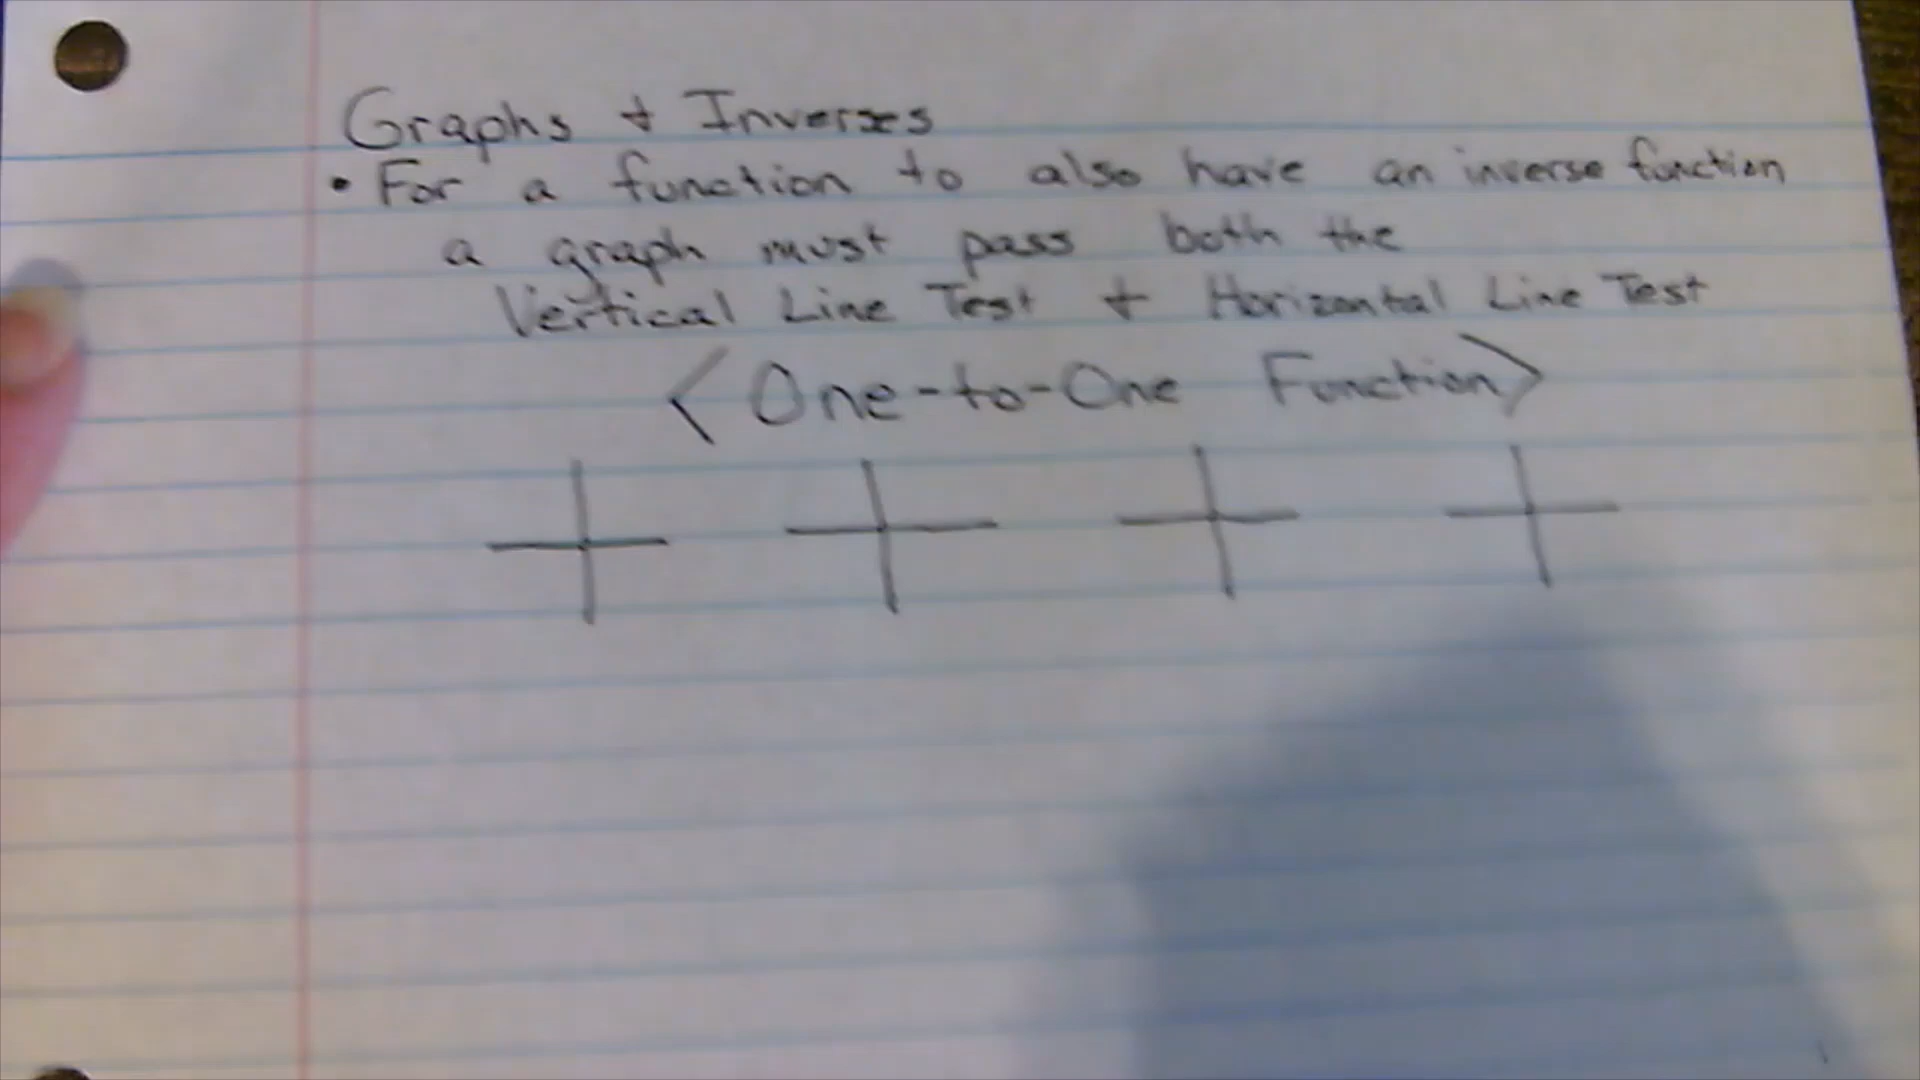 Graphs + Inverses
• For a function to also have an inverse function
a graph must pass both the
Vertical Line Test + Horizontal Line Test
<One-to-One Function>